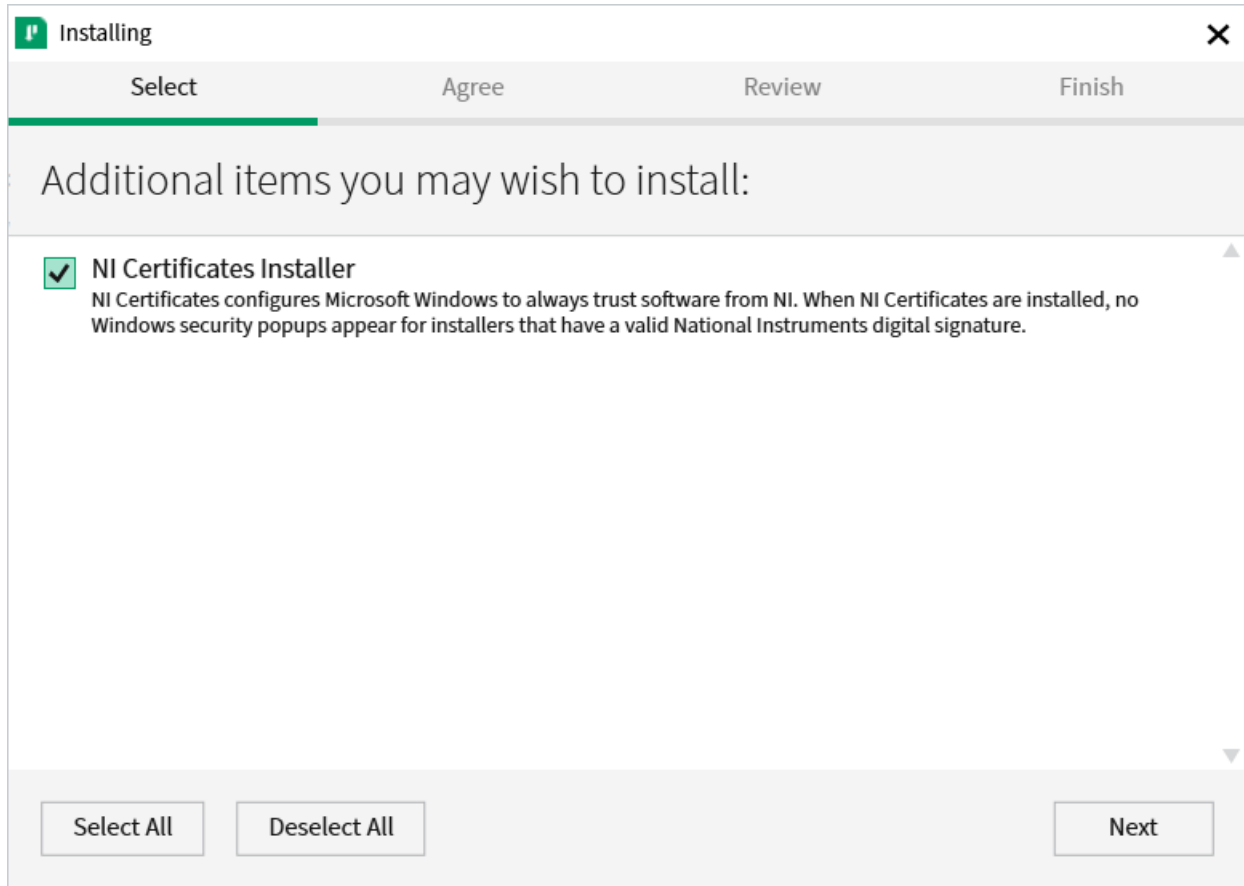 Installing
Select
Agree
Review
Finish
Additional items you may wish to install:
NI Certificates Installer
NI Certificates configures Microsoft Windows to always trust software from NI. When NI Certificates are installed, no
Windows security popups appear for installers that have a valid National Instruments digital signature.
Select All
Deselect All
Next